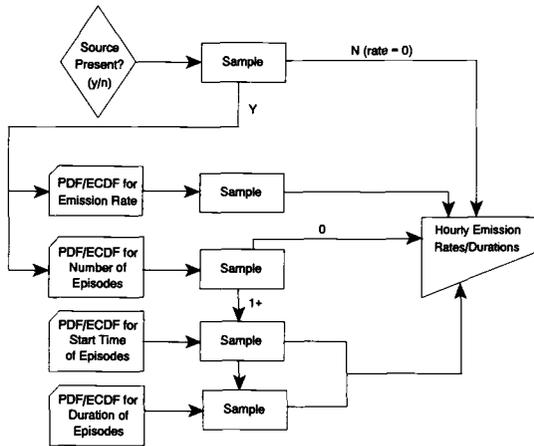 Source
Present?
(y/n)
Sample
N (rate = 0)
Y
PDF/ECDF for
Emission Rate
Sample
PDF/ECDF for
Number of
Episodes
Sample
0
Hourly Emission
Rates/Durations
1+
PDF/ECDF for
Start Time
of Episodes
Sample
PDF/ECDF for
Duration of
Episodes
Sample